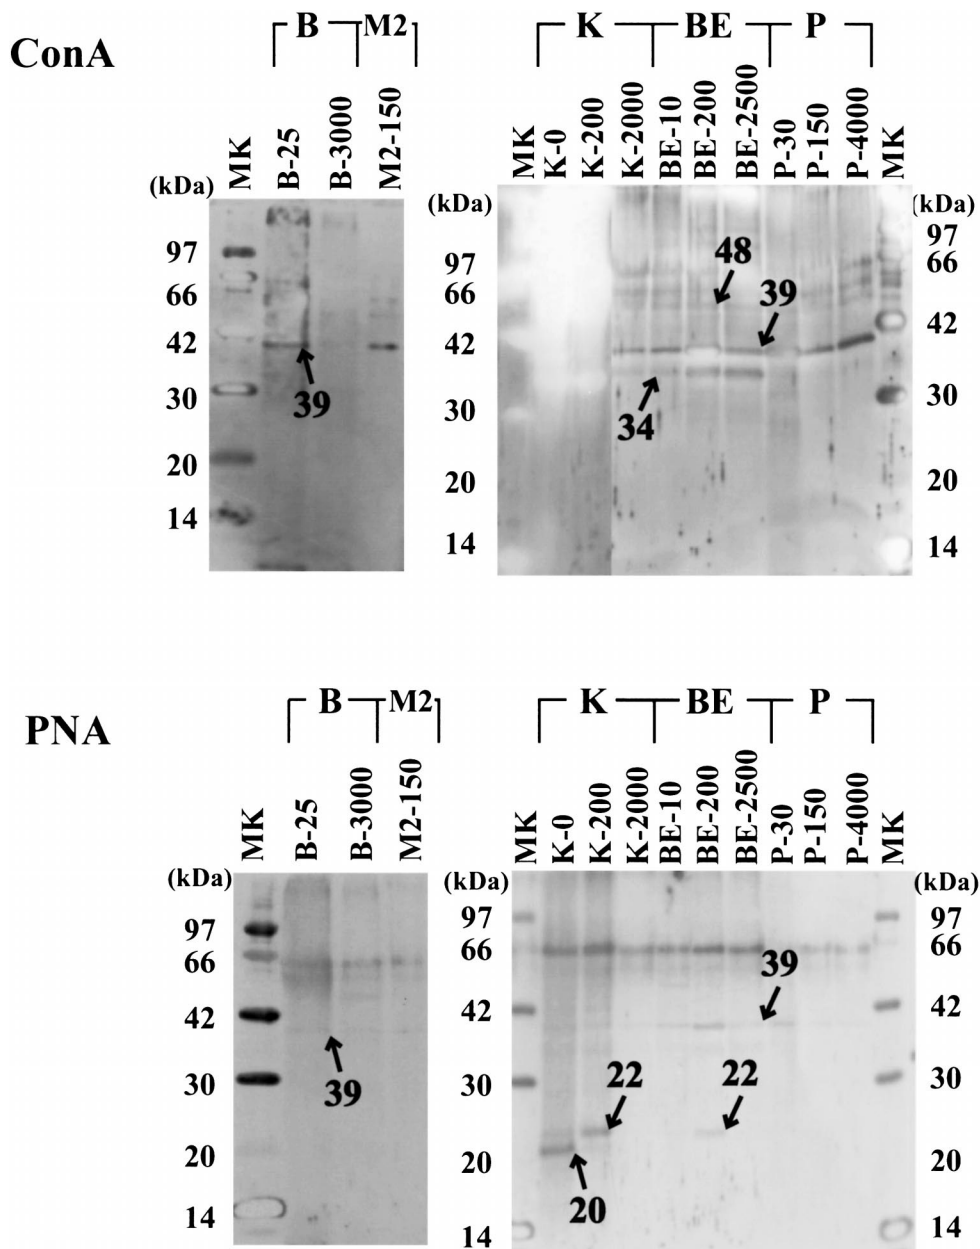 ConA
B M2
MK B-25 B-3000 M2-150
(kDa)
97
66
42
30
20
14
39
K BE P
MK K-0 K-200 K-2000 BE-10 BE-200 BE-2500 P-30 P-150 P-4000 MK
(kDa) (kDa)
97 97
66 66
42 42
30 30
20 20
14 14
48
39
34
PNA
B M2
MK B-25 B-3000 M2-150
(kDa)
97
66
42
30
20
14
39
K BE P
MK K-0 K-200 K-2000 BE-10 BE-200 BE-2500 P-30 P-150 P-4000 MK
(kDa) (kDa)
97 97
66 66
42 42
30 30
20 20
14 14
39
22 22
20